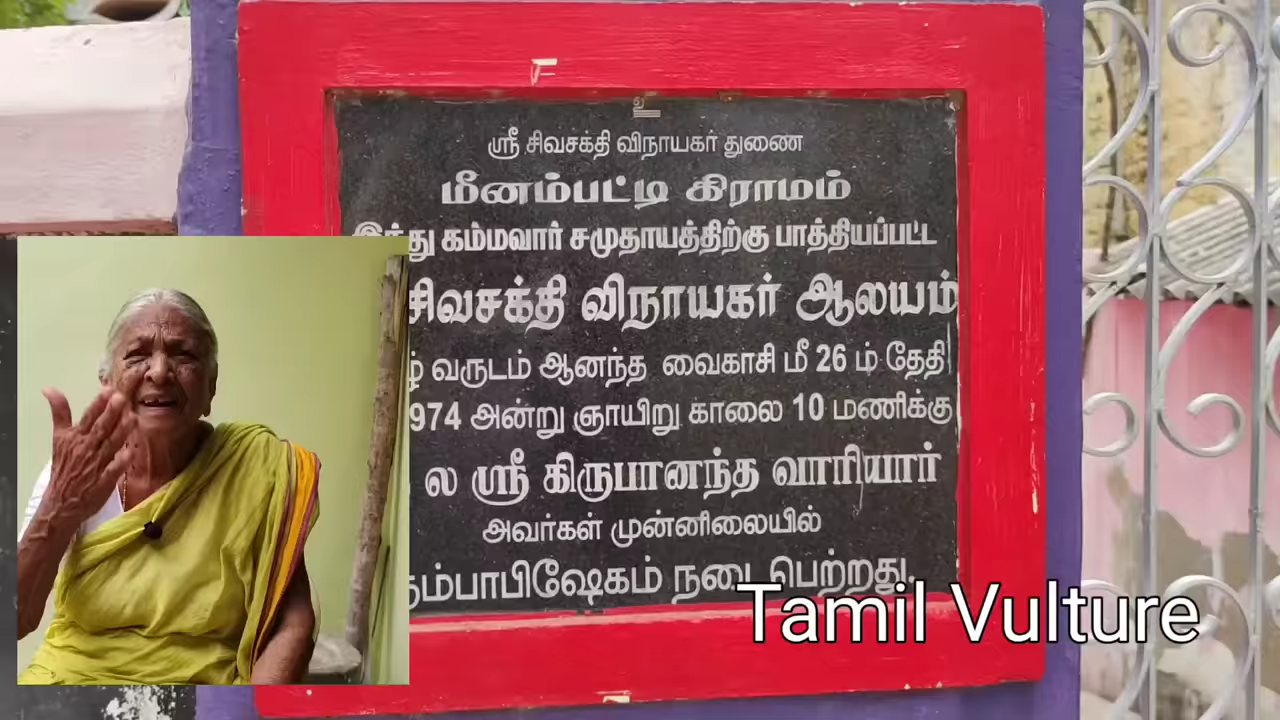 உ
ஸ்ரீ சிவசக்தி விநாயகர் துணை
மீனம்பட்டி கிராமம்
இந்து கம்மவார் சமுதாயத்திற்கு பாத்தியப்பட்ட
சிவசக்தி விநாயகர் ஆலயம்
வருடம் ஆனந்த வைகாசி மீ 26 ம் தேதி
974 அன்று ஞாயிறு காலை 10 மணிக்கு
ல ஸ்ரீ கிருபானந்த வாரியார்
அவர்கள் முன்னிலையில்
ம்பாபிஷேகம் நடைபெற்றது.
Tamil Vulture